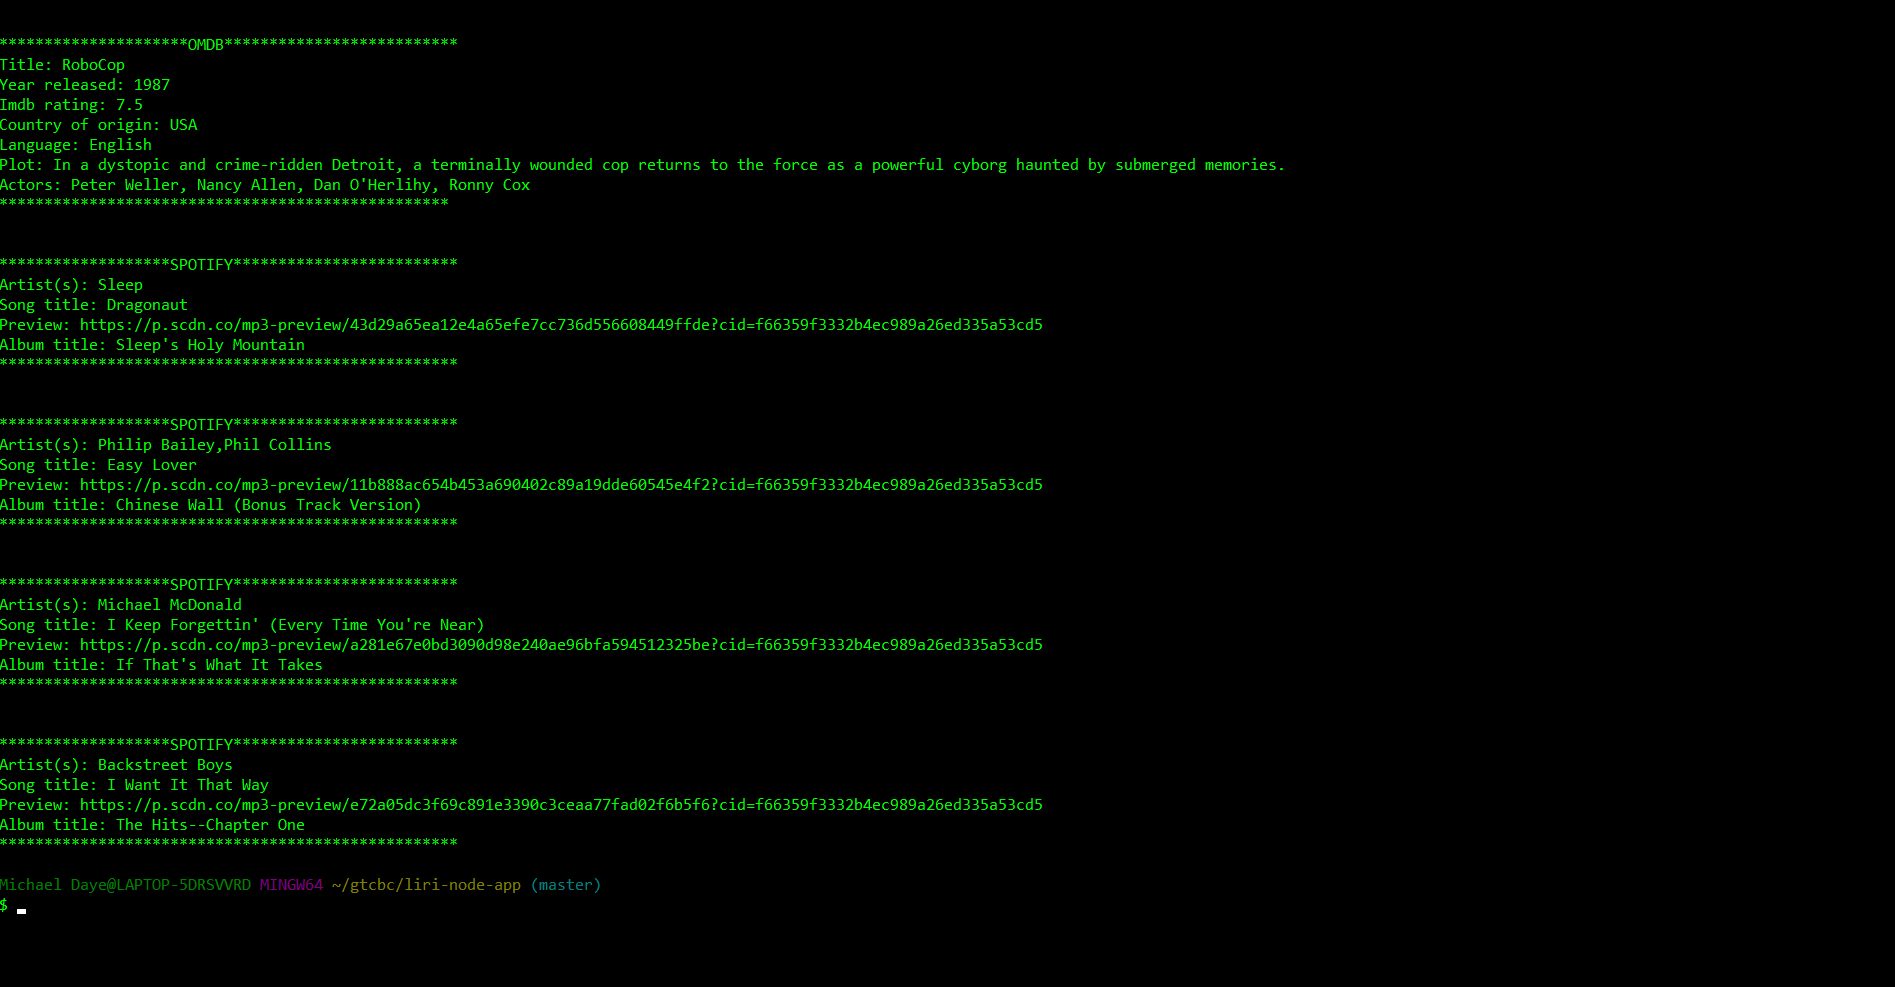 *********************OMDB**************************
Title: RoboCop
Year released: 1987
Imdb rating: 7.5
Country of origin: USA
Language: English
Plot: In a dystopic and crime-ridden Detroit, a terminally wounded cop returns to the force as a powerful cyborg haunted by submerged memories.
Actors: Peter Weller, Nancy Allen, Dan O'Herlihy, Ronny Cox
**************************************************
*******************SPOTIFY*************************
Artist(s): Sleep
Song title: Dragonaut
Preview: https://p.scdn.co/mp3-preview/43d29a65ea12e4a65efe7cc736d556608449ffde?cid=f66359f3332b4ec989a26ed335a53cd5
Album title: Sleep's Holy Mountain
***************************************************
*******************SPOTIFY*************************
Artist(s): Philip Bailey,Phil Collins
Song title: Easy Lover
Preview: https://p.scdn.co/mp3-preview/11b888ac654b453a690402c89a19dde60545e4f2?cid=f66359f3332b4ec989a26ed335a53cd5
Album title: Chinese Wall (Bonus Track Version)
***************************************************
*******************SPOTIFY*************************
Artist(s): Michael McDonald
Song title: I Keep Forgettin' (Every Time You're Near)
Preview: https://p.scdn.co/mp3-preview/a281e67e0bd3090d98e240ae96bfa594512325be?cid=f66359f3332b4ec989a26ed335a53cd5
Album title: If That's What It Takes
***************************************************
*******************SPOTIFY*************************
Artist(s): Backstreet Boys
Song title: I Want It That Way
Preview: https://p.scdn.co/mp3-preview/e72a05dc3f69c891e3390c3ceaa77fad02f6b5f6?cid=f66359f3332b4ec989a26ed335a53cd5
Album title: The Hits--Chapter One
***************************************************
Michael Daye@LAPTOP-5DRSVVRD MINGW64 ~/gtcbc/liri-node-app (master)
$